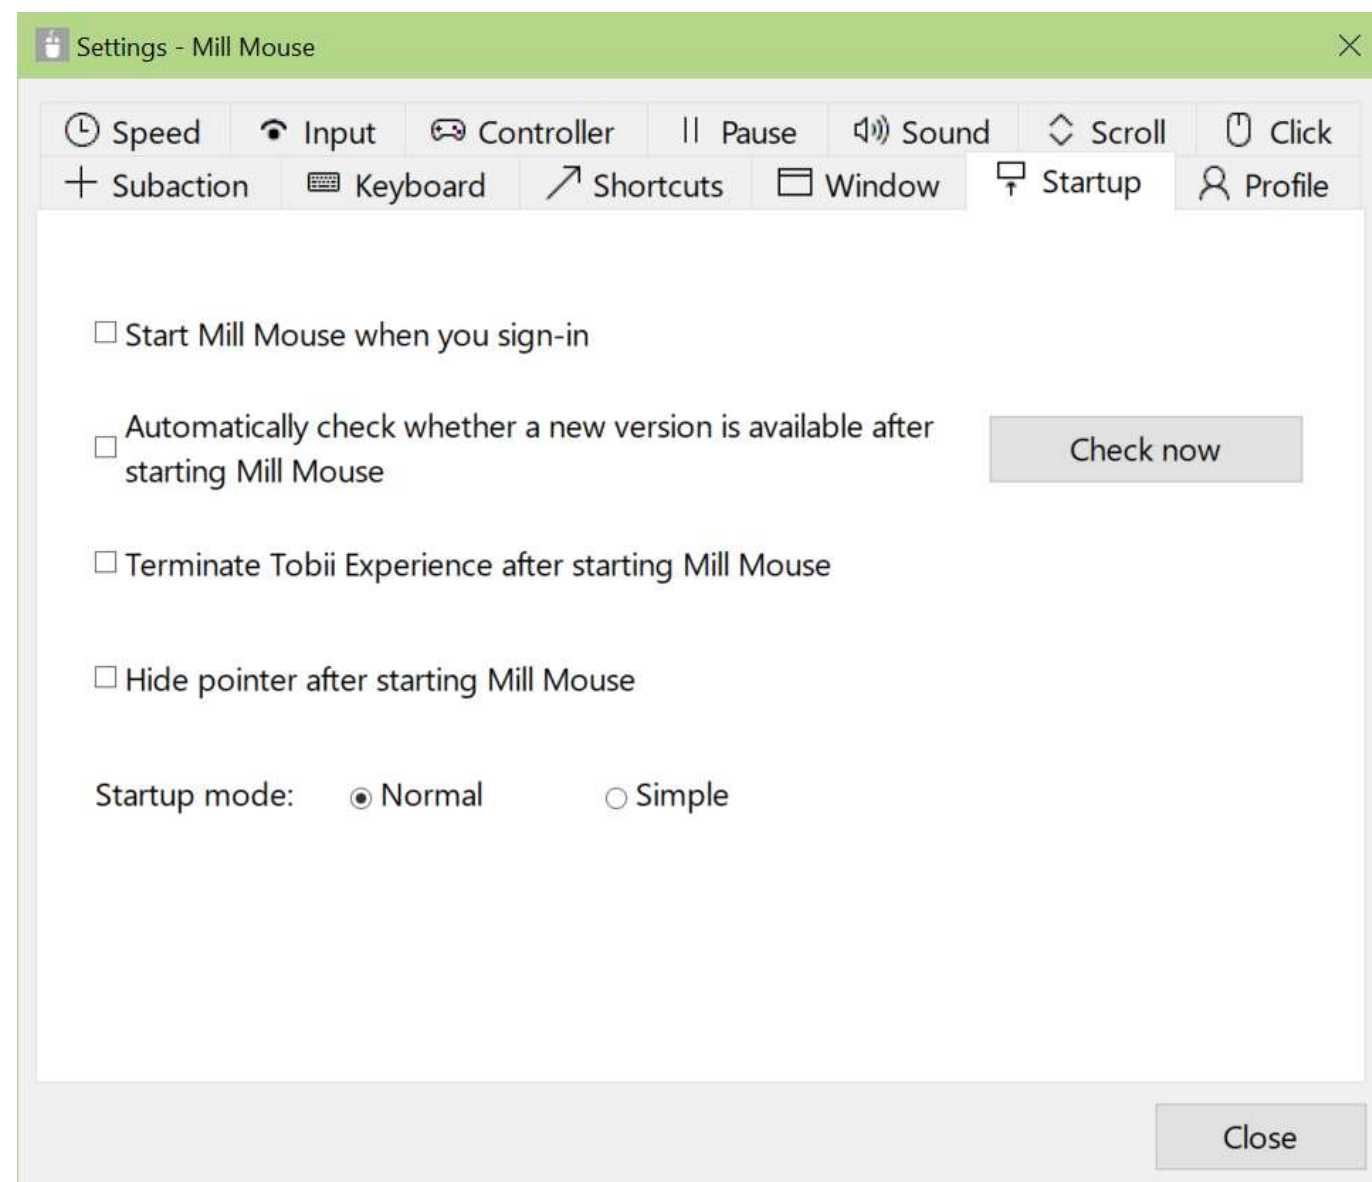 Settings - Mill Mouse
Speed Input Controller Pause Sound Scroll Click
Subaction Keyboard Shortcuts Window Startup Profile
Start Mill Mouse when you sign-in
Automatically check whether a new version is available after
starting Mill Mouse
Check now
Terminate Tobii Experience after starting Mill Mouse
Hide pointer after starting Mill Mouse
Startup mode: Normal Simple
Close